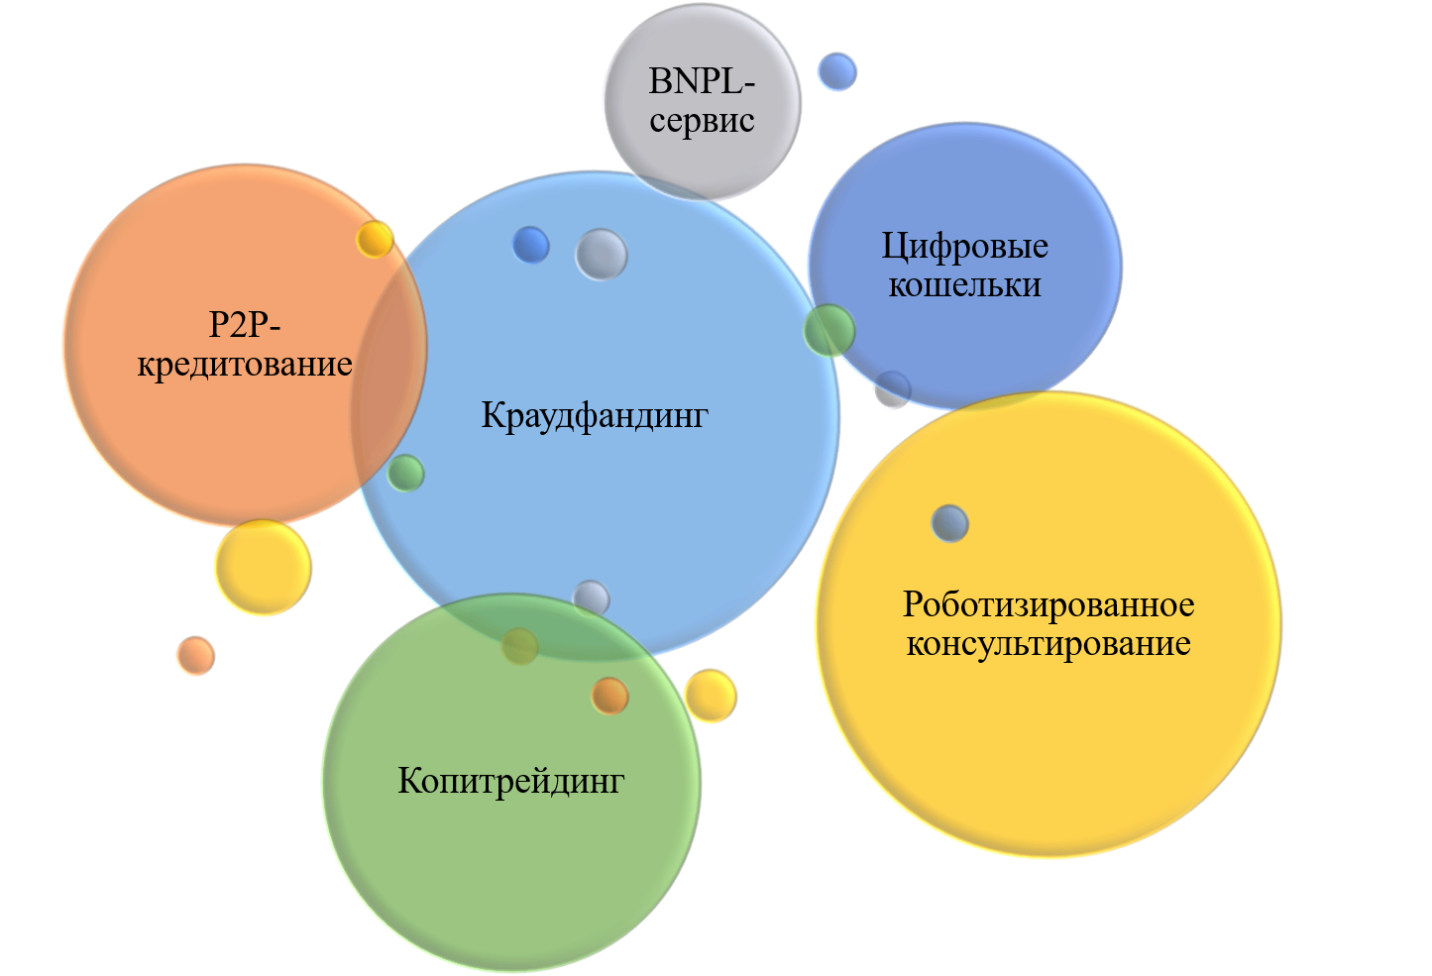 BNPL-
сервис
Цифровые
кошельки
P2P-
кредитование
Краудфандинг
Роботизированное
консультирование
Копитрейдинг